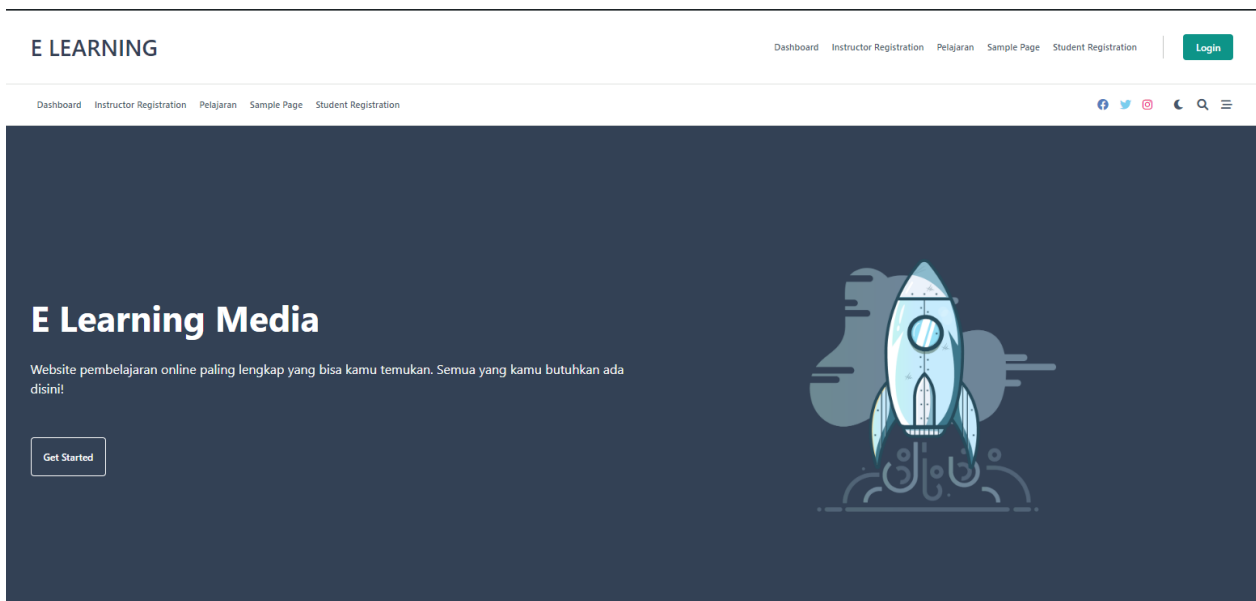 E LEARNING
Dashboard Instructor Registration Pelajaran Sample Page Student Registration Login
Dashboard Instructor Registration Pelajaran Sample Page Student Registration
E Learning Media
Website pembelajaran online paling lengkap yang bisa kamu temukan. Semua yang kamu butuhkan ada
disini!
Get Started